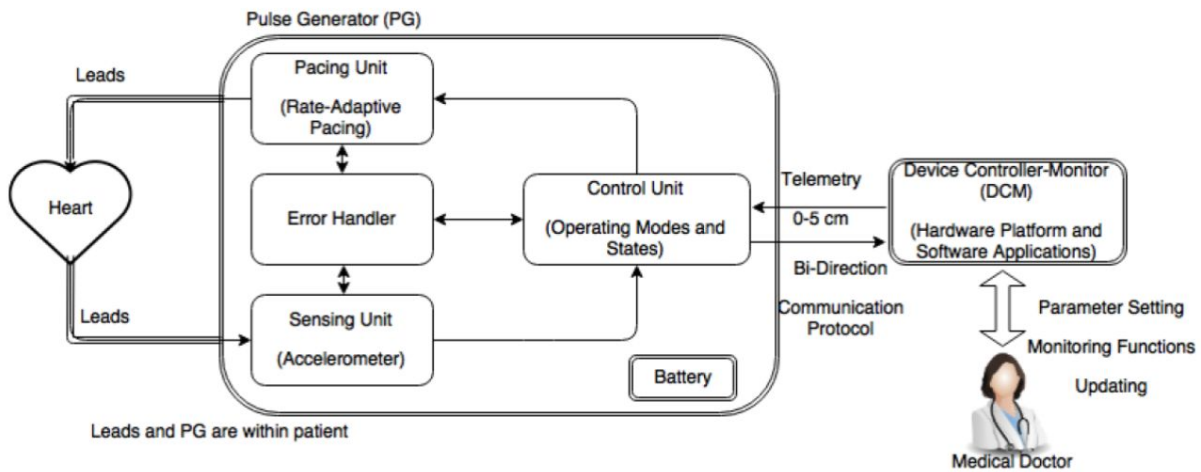 Pulse Generator (PG)
Leads
Pacing Unit
(Rate-Adaptive
Pacing)
Heart
Error Handler
Control Unit
(Operating Modes and
States)
Telemetry
0-5 cm
Bi-Direction
Communication
Protocol
Device Controller-Monitor
(DCM)
(Hardware Platform and
Software Applications)
Leads
Sensing Unit
(Accelerometer)
Battery
Parameter Setting
Monitoring Functions
Updating
Leads and PG are within patient
Medical Doctor